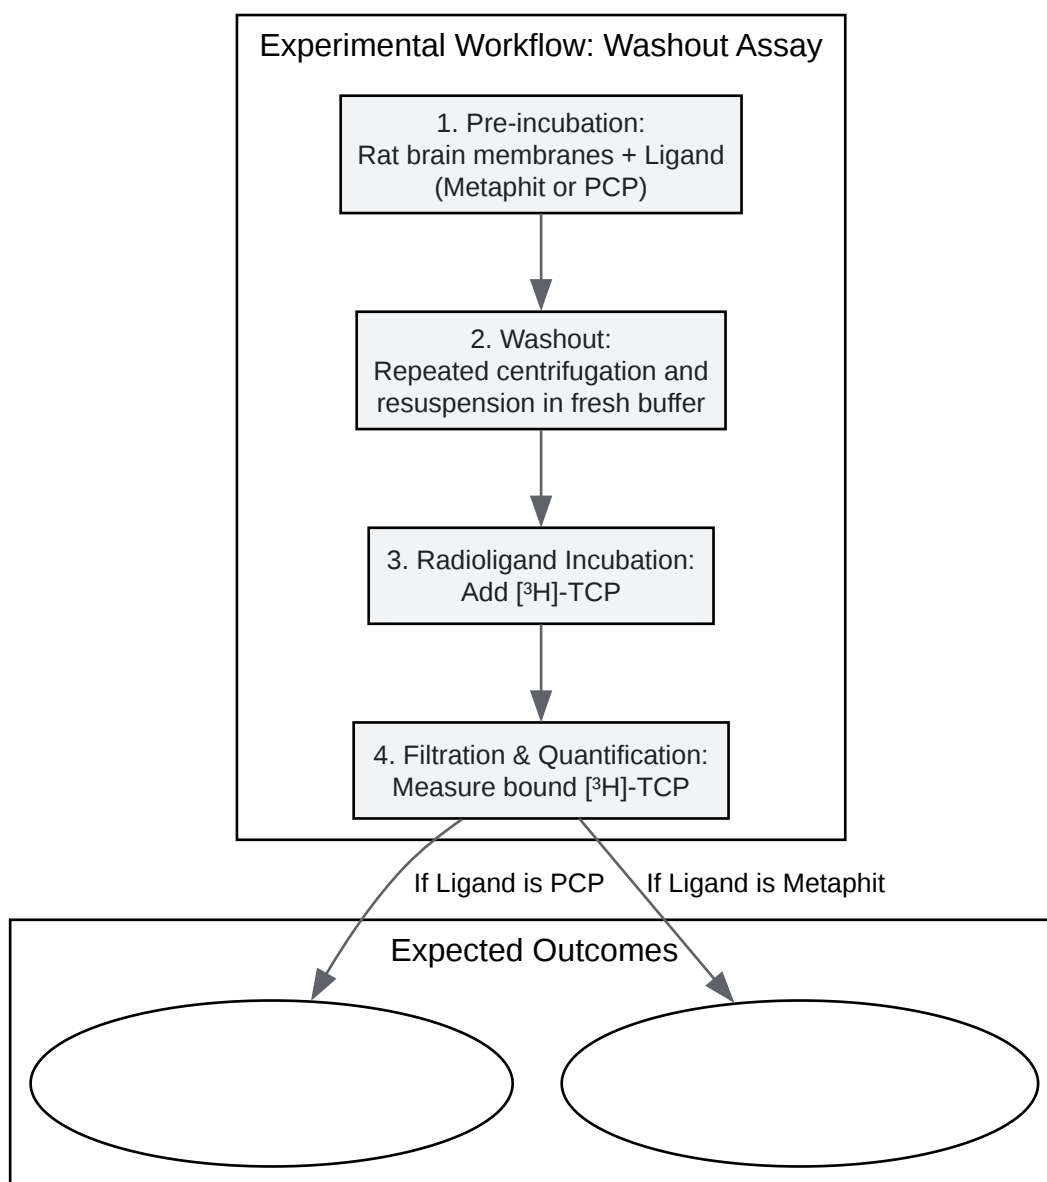 Experimental Workflow: Washout Assay
1. Pre-incubation:
Rat brain membranes + Ligand
(Metaphit or PCP)
2. Washout:
Repeated centrifugation and
resuspension in fresh buffer
3. Radioligand Incubation:
Add [³H]-TCP
4. Filtration & Quantification:
Measure bound [³H]-TCP
If Ligand is PCP
If Ligand is Metaphit
Expected Outcomes